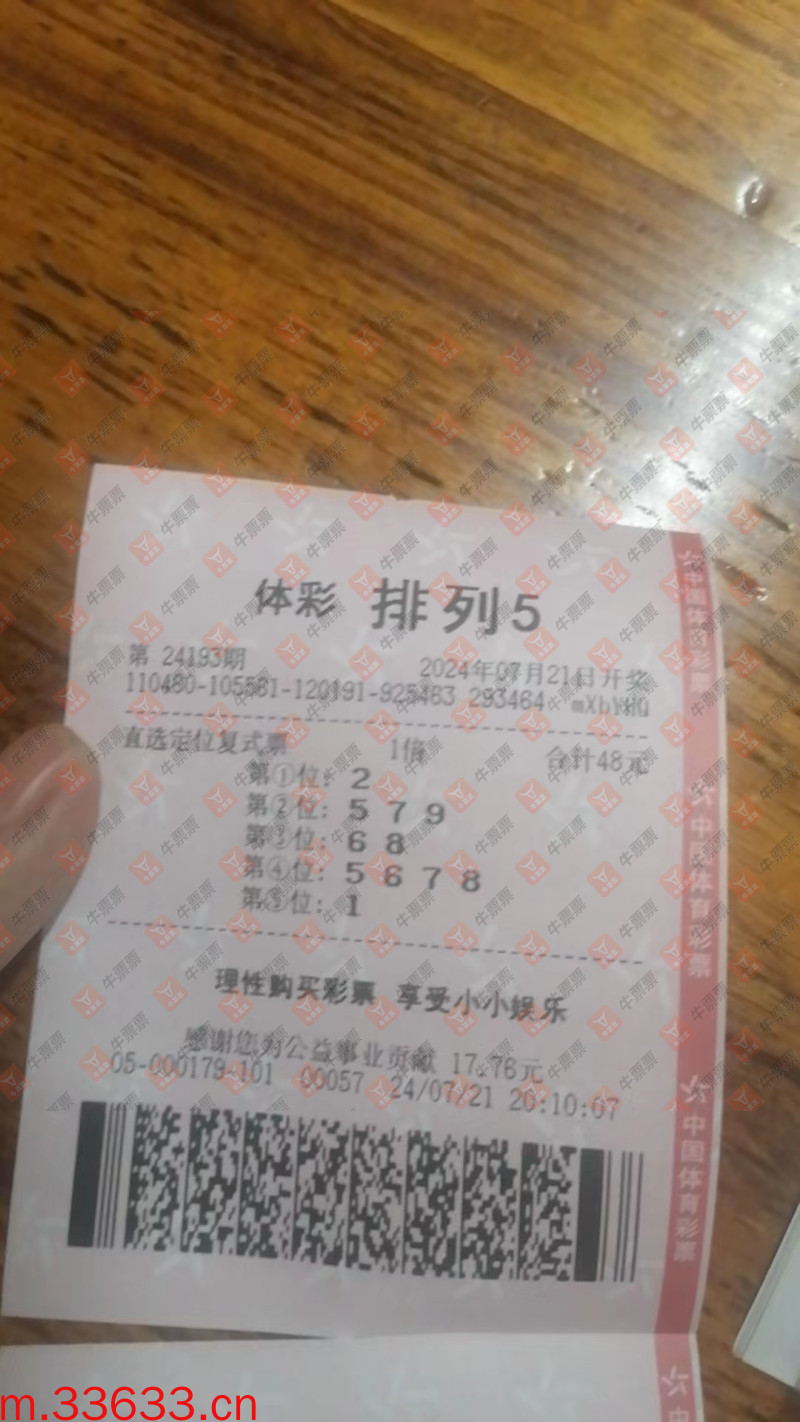 体彩 排列5
第 24193期 2024年07月21日开奖
110480-105581-120191-925463 293464
直选定位复式票 1倍 合计48元
第①位: 2
第②位: 5 7 9
第③位: 6 8
第④位: 5 6 7 8
第⑤位: 1
理性购买彩票 享受小小娱乐
感谢您为公益事业贡献 17.76元
05-000179-101 00057 24/07/21 20:10:07
中国体育彩票
中国体育彩票
中国体育彩票
牛票票
m.33633.cn